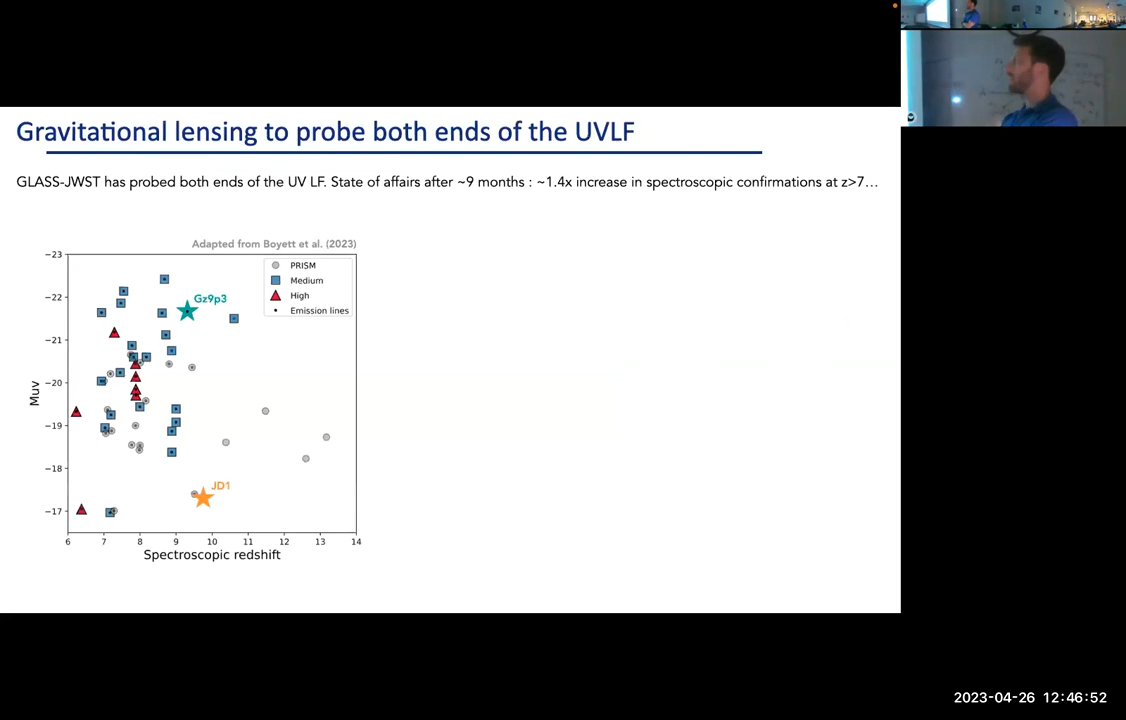 Gravitational lensing to probe both ends of the UVLF
GLASS-JWST has probed both ends of the UV LF. State of affairs after ~9 months : ~1.4x increase in spectroscopic confirmations at z>7…
Adapted from Boyett et al. (2023)
PRISM
Medium
High
Emission lines
Gz9p3
JD1
−23
−22
−21
−20
−19
−18
−17
Muv
6 7 8 9 10 11 12 13 14
Spectroscopic redshift
2023-04-26 12:46:52